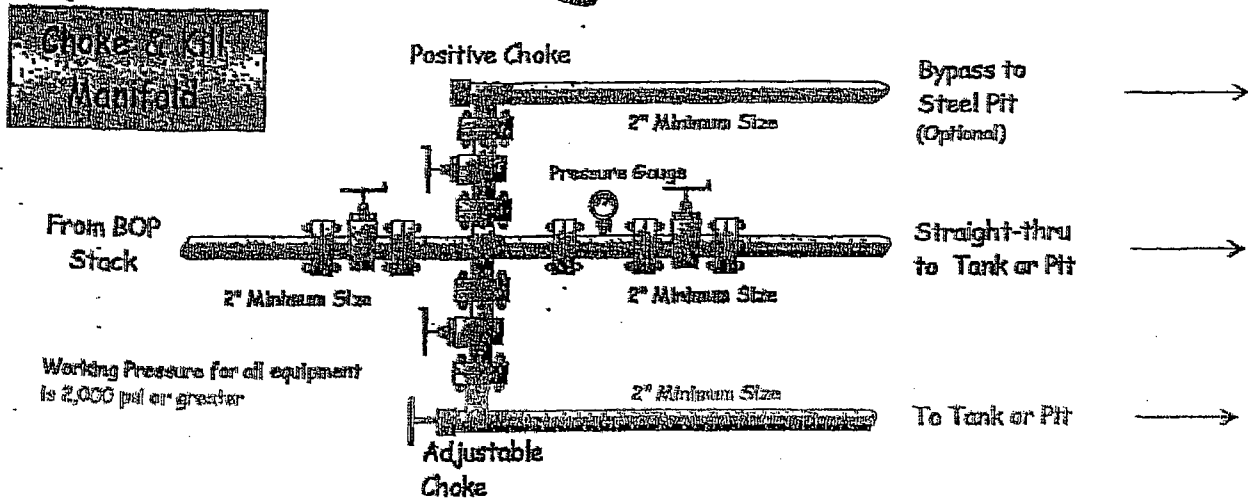 Choke & Kill
Manifold
Positive Choke
2" Minimum Size
Bypass to
Steel Pit
(Optional)
Pressure Gauge
From BOP
Stack
2" Minimum Size
2" Minimum Size
Straight-thru
to Tank or Pit
Working Pressure for all equipment
is 2,000 psi or greater
2" Minimum Size
To Tank or Pit
Adjustable
Choke